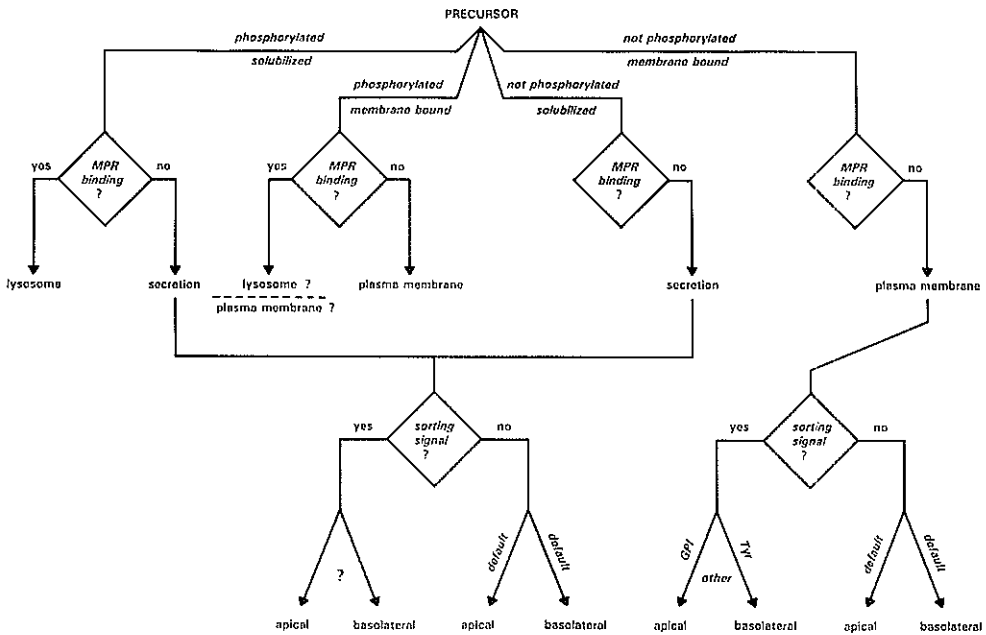 PRECURSOR
phosphorylated
solubilized
not phosphorylated
membrane bound
phosphorylated
membrane bound
not phosphorylated
solubilized
yes
MPR
binding
?
no
yes
MPR
binding
?
no
MPR
binding
?
no
MPR
binding
?
no
lysosome
secretion
lysosome ?
plasma membrane ?
plasma membrane
secretion
plasma membrane
yes
sorting
signal
?
no
yes
sorting
signal
?
no
?
default
default
GPI
Tyr
other
default
default
apical
basolateral
apical
basolateral
apical
basolateral
apical
basolateral